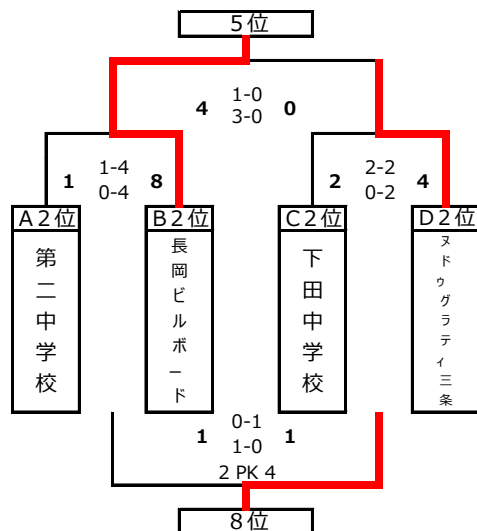 5位
4 1-0 0
3-0
1 1-4 8
0-4
2 2-2 4
0-2
A2位
B2位
C2位
D2位
第二中学校
長岡ビルボード
下田中学校
ヌドゥグラティ三条
1 0-1 1
1-0
2 PK 4
8位